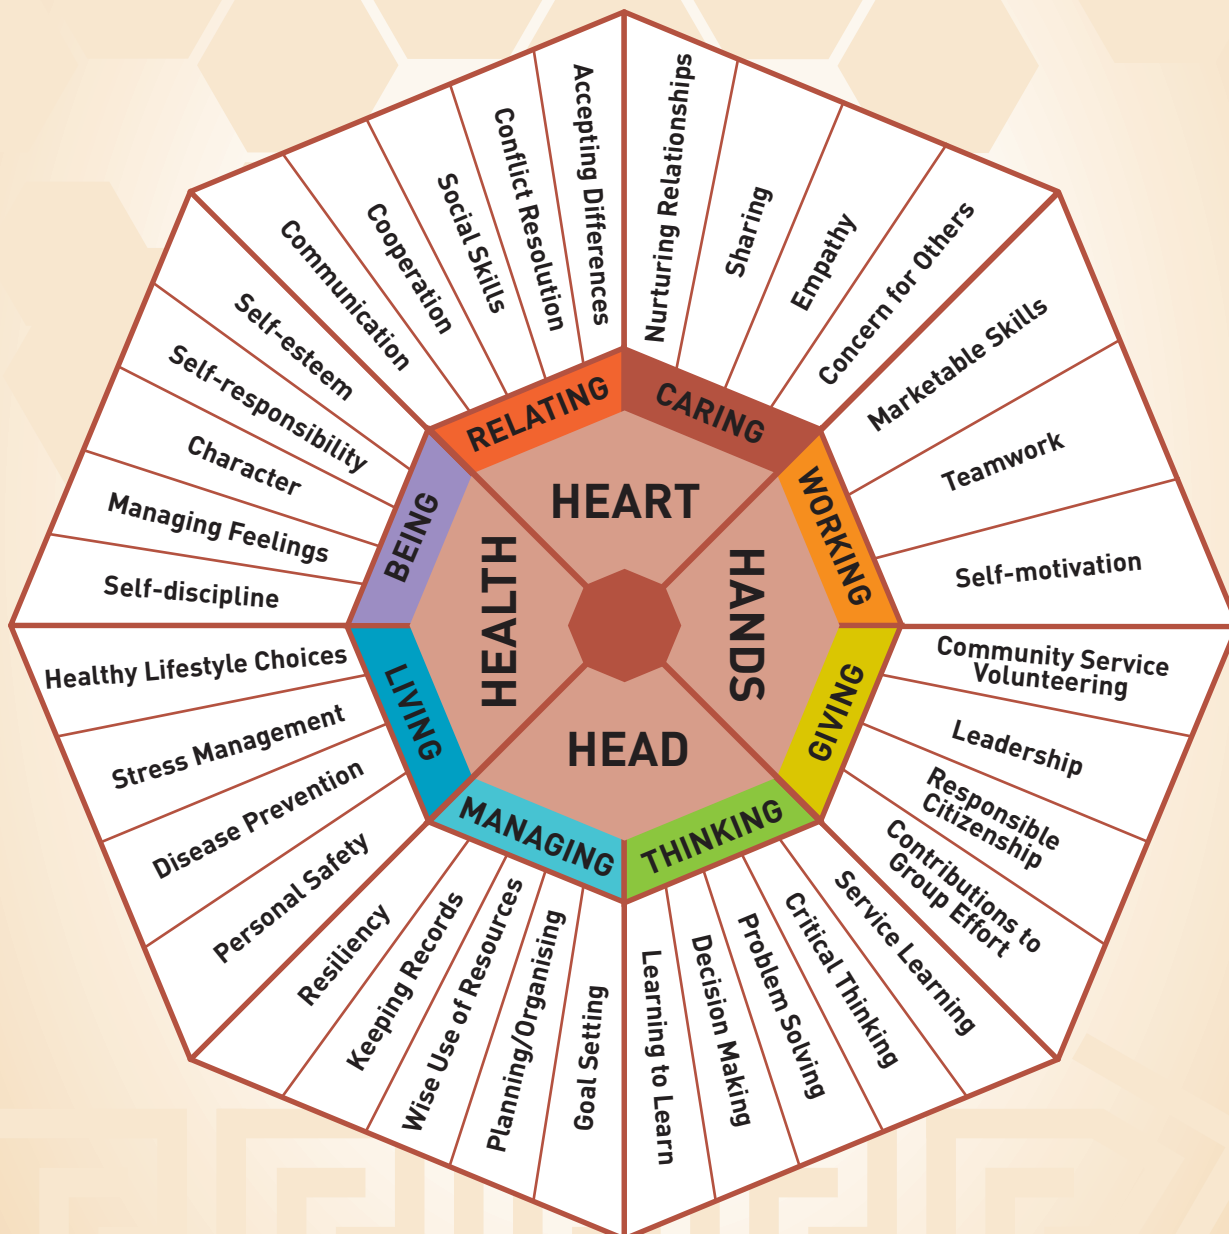 HEART
RELATING
Communication
Cooperation
Social Skills
Conflict Resolution
Accepting Differences
CARING
Nurturing Relationships
Sharing
Empathy
Concern for Others
HANDS
WORKING
Marketable Skills
Teamwork
Self-motivation
GIVING
Community Service
Volunteering
Leadership
Responsible
Citizenship
Contributions to
Group Effort
HEAD
THINKING
Service Learning
Critical Thinking
Problem Solving
Decision Making
Learning to Learn
MANAGING
Goal Setting
Planning/Organising
Wise Use of Resources
Keeping Records
Resiliency
HEALTH
LIVING
Personal Safety
Disease Prevention
Stress Management
Healthy Lifestyle Choices
BEING
Self-discipline
Managing Feelings
Character
Self-responsibility
Self-esteem